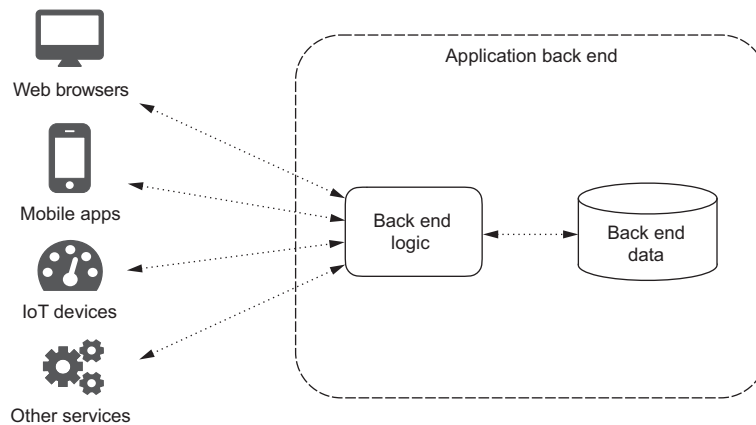 Application back end
Web browsers
Mobile apps
Back end
logic
Back end
data
IoT devices
Other services